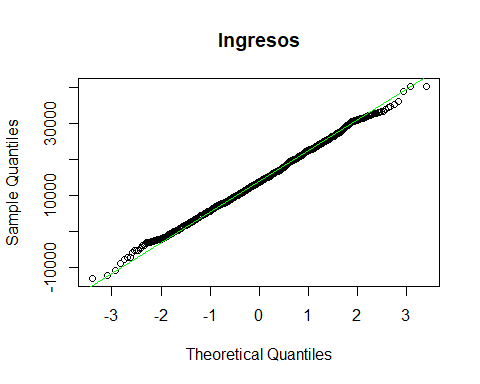 Ingresos
Sample Quantiles
30000
10000
-10000
-3 -2 -1 0 1 2 3
Theoretical Quantiles